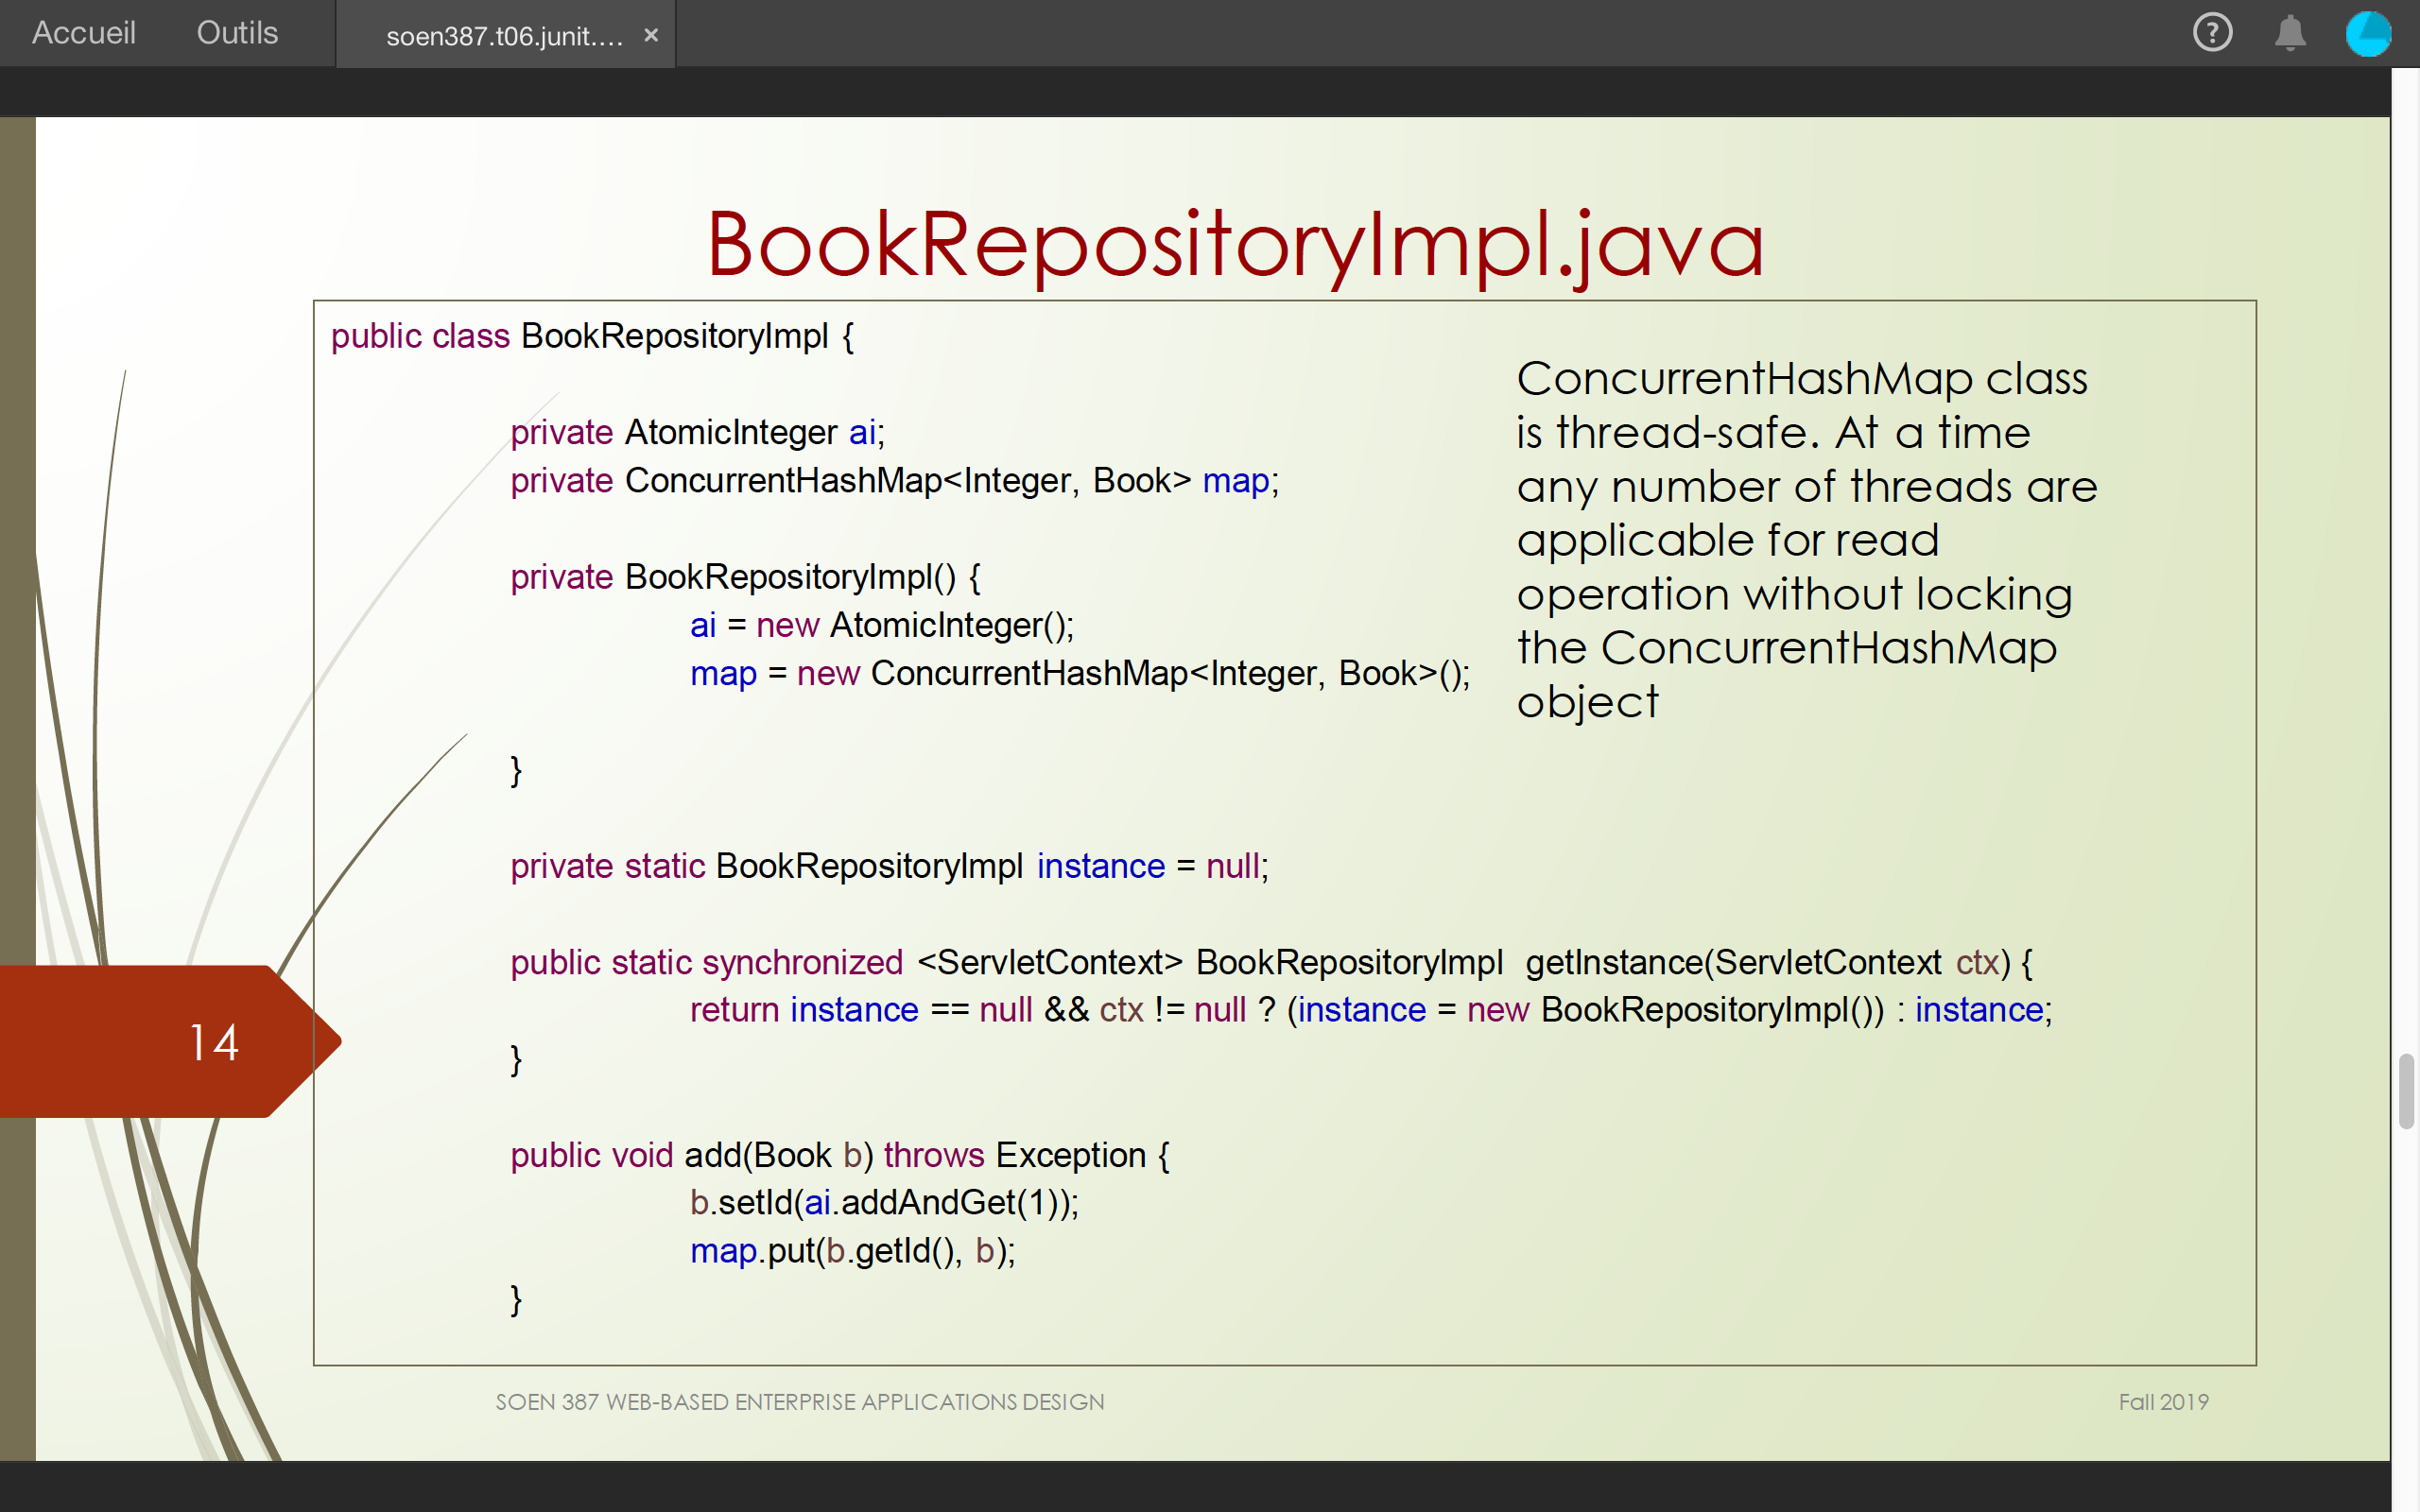 Accueil Outils soen387.t06.junit.... × ?
BookRepositoryImpl.java
public class BookRepositoryImpl {
private AtomicInteger ai;
private ConcurrentHashMap<Integer, Book> map;
private BookRepositoryImpl() {
ai = new AtomicInteger();
map = new ConcurrentHashMap<Integer, Book>();
}
private static BookRepositoryImpl instance = null;
public static synchronized <ServletContext> BookRepositoryImpl getInstance(ServletContext ctx) {
return instance == null && ctx != null ? (instance = new BookRepositoryImpl()) : instance;
}
public void add(Book b) throws Exception {
b.setId(ai.addAndGet(1));
map.put(b.getId(), b);
}
ConcurrentHashMap class
is thread-safe. At a time
any number of threads are
applicable for read
operation without locking
the ConcurrentHashMap
object
14
SOEN 387 WEB-BASED ENTERPRISE APPLICATIONS DESIGN
Fall 2019